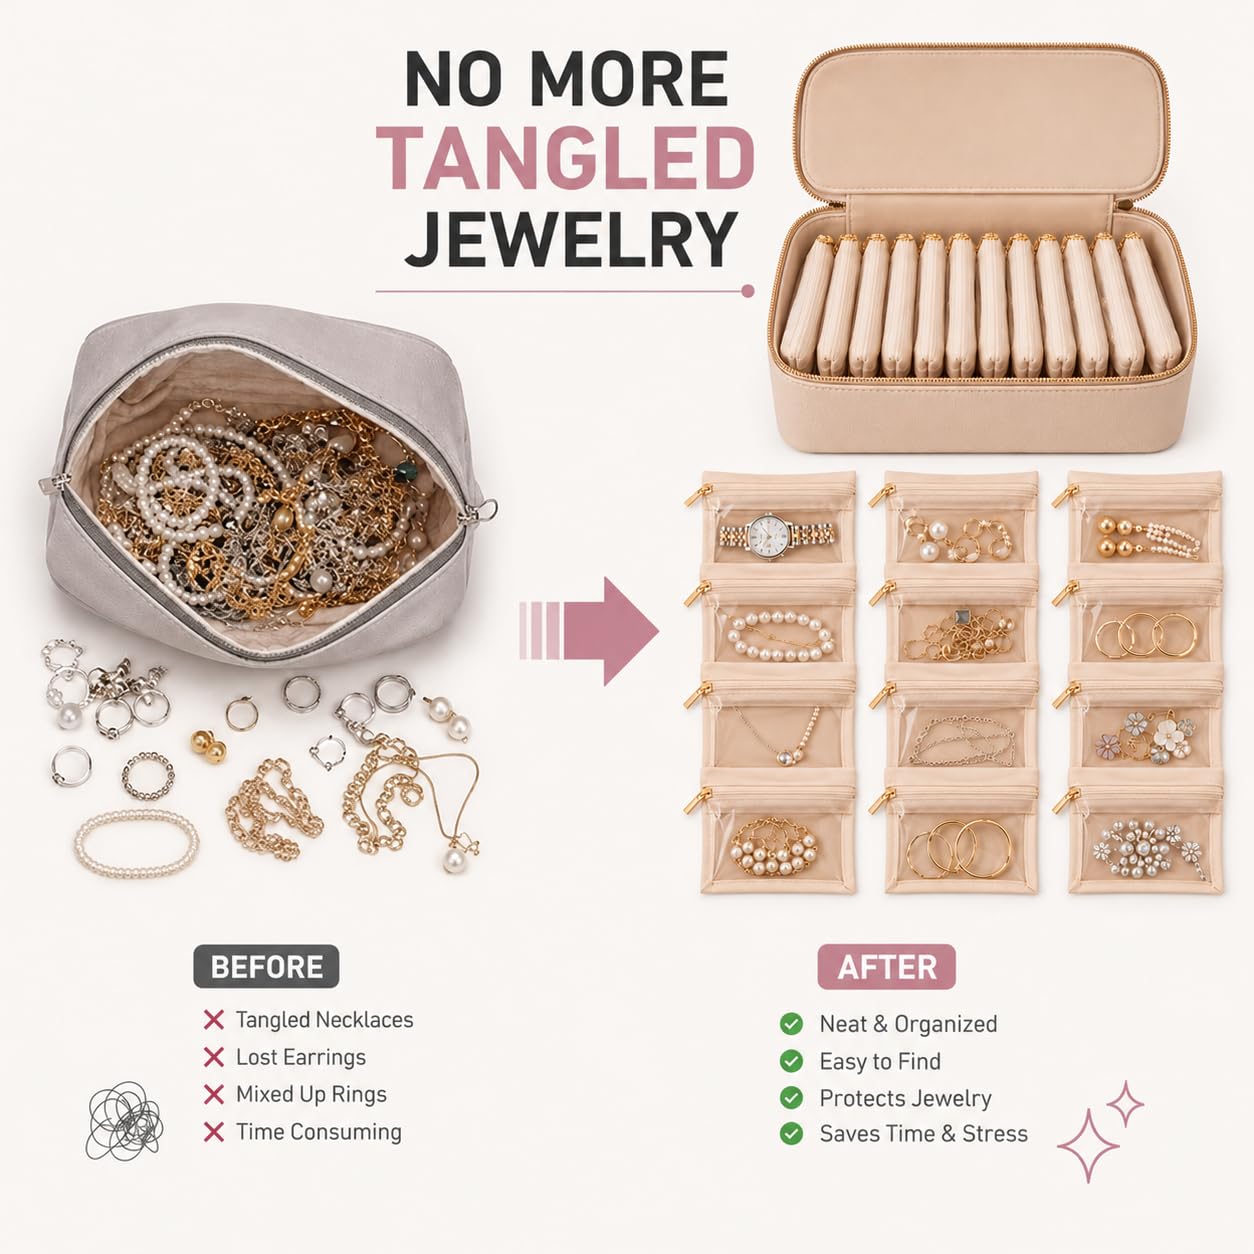 NO MORE
TANGLED
JEWELRY
BEFORE
Tangled Necklaces
Lost Earrings
Mixed Up Rings
Time Consuming
AFTER
Neat & Organized
Easy to Find
Protects Jewelry
Saves Time & Stress